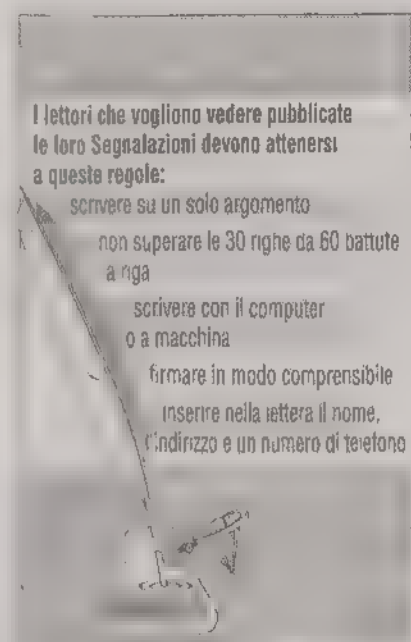 I lettori che vogliono vedere pubblicate
le loro Segnalazioni devono attenersi
a queste regole:
scrivere su un solo argomento
non superare le 30 righe da 60 battute
a riga
scrivere con il computer
o a macchina
firmare in modo comprensibile
inserire nella lettera il nome,
l'indirizzo e un numero di telefono